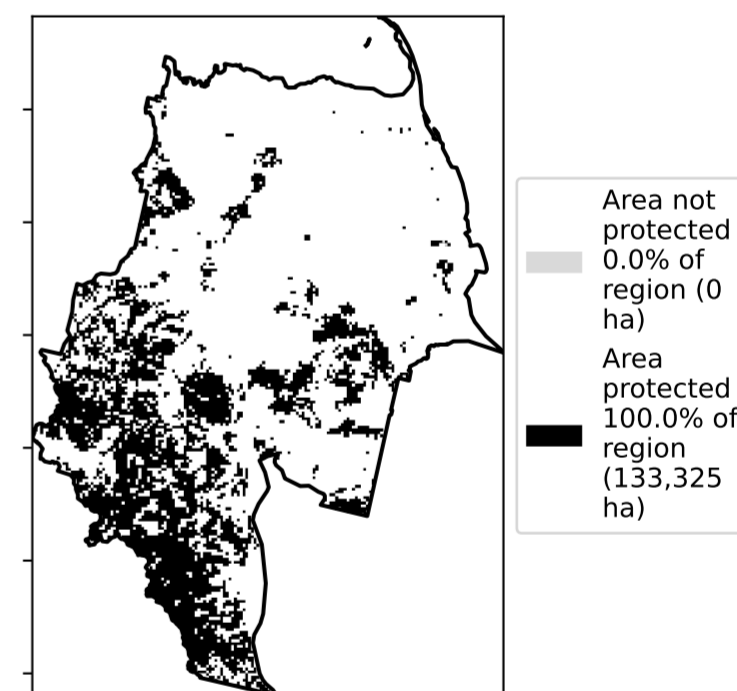 Area not
protected
0.0% of
region (0
ha)
Area
protected
100.0% of
region
(133,325
ha)